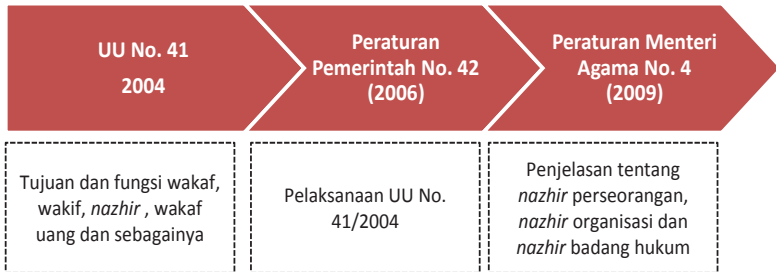 UU No. 41
2004
Peraturan
Pemerintah No. 42
(2006)
Peraturan Menteri
Agama No. 4
(2009)
Tujuan dan fungsi wakaf,
wakif, nazhir , wakaf
uang dan sebagainya
Pelaksanaan UU No.
41/2004
Penjelasan tentang
nazhir perseorangan,
nazhir organisasi dan
nazhir badang hukum